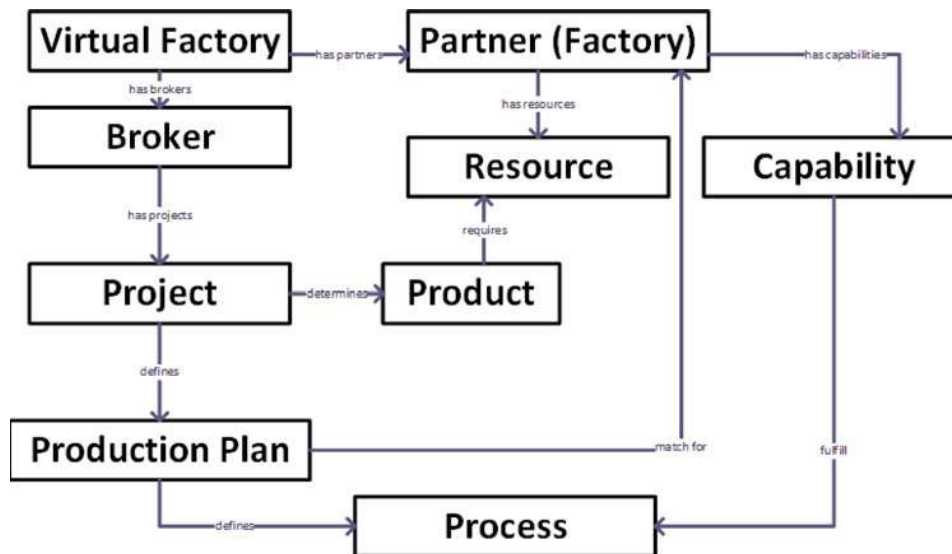 Virtual Factory
has partners
Partner (Factory)
has capabilities
has brokers
has resources
Broker
Resource
Capability
has projects
requires
Project
determines
Product
defines
Production Plan
match for
fulfill
defines
Process